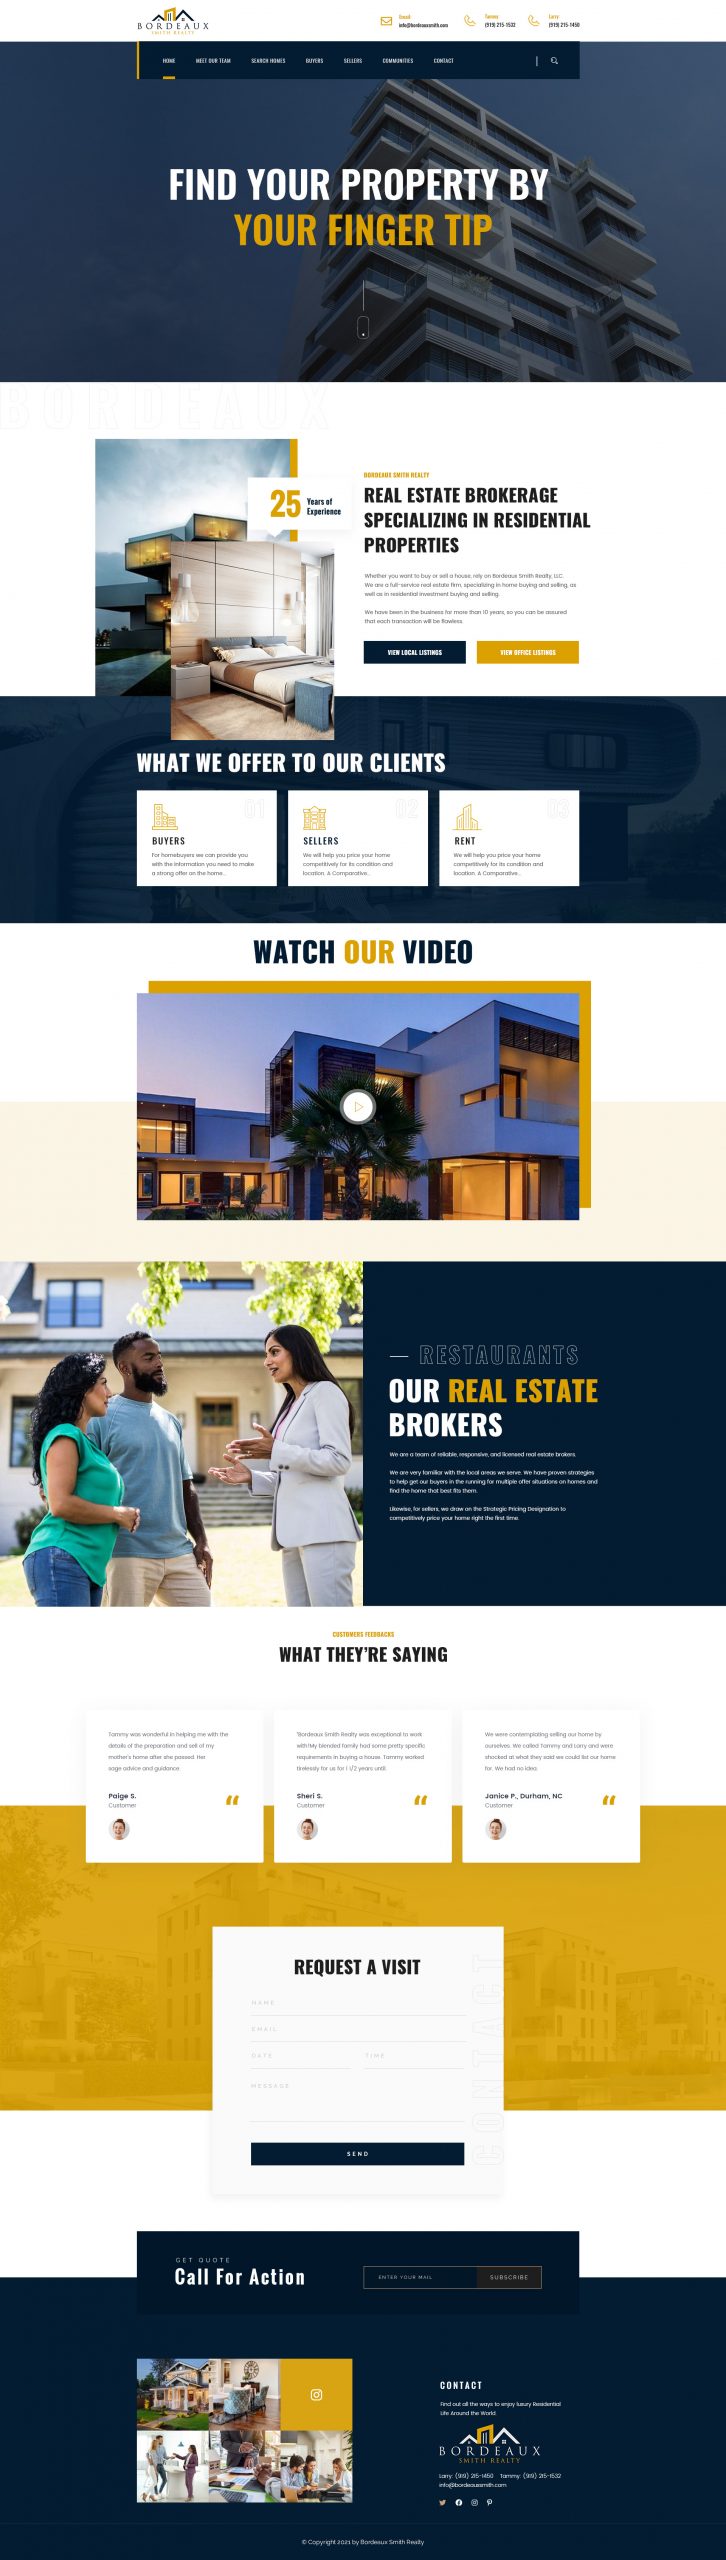 BORDEAUX
SMITH REALTY
Email
info@bordeauxsmith.com
Tammy
(919) 215-1532
Larry
(919) 215-1450
HOME
MEET OUR TEAM
SEARCH HOMES
BUYERS
SELLERS
COMMUNITIES
CONTACT
FIND YOUR PROPERTY BY
YOUR FINGER TIP
BORDEAUX
25 Years of
Experience
BORDEAUX SMITH REALTY
REAL ESTATE BROKERAGE
SPECIALIZING IN RESIDENTIAL
PROPERTIES
Whether you want to buy or sell a house, rely on Bordeaux Smith Realty, LLC.
We are a full-service real estate firm, specializing in home buying and selling, as
well as in residential investment buying and selling.
We have been in the business for more than 10 years, so you can be assured
that each transaction will be flawless.
VIEW LOCAL LISTINGS
VIEW OFFICE LISTINGS
WHAT WE OFFER TO OUR CLIENTS
01
BUYERS
For homebuyers we can provide you
with the information you need to make
a strong offer on the home...
02
SELLERS
We will help you price your home
competitively for its condition and
location. A Comparative...
03
RENT
We will help you price your home
competitively for its condition and
location. A Comparative...
WATCH OUR VIDEO
RESTAURANTS
OUR REAL ESTATE
BROKERS
We are a team of reliable, responsive, and licensed real estate brokers.
We are very familiar with the local areas we serve. We have proven strategies
to help get our buyers in the running for multiple offer situations on homes and
find the home that best fits them.
Likewise, for sellers, we draw on the Strategic Pricing Designation to
competitively price your home right the first time.
CUSTOMERS FEEDBACKS
WHAT THEY'RE SAYING
Tammy was wonderful in helping me with the
details of the preparation and sell of my
mother's home after she passed. Her
sage advice and guidance
Paige S.
Customer
“
"Bordeaux Smith Realty was exceptional to work
with!My blended family had some pretty specific
requirements in buying a house. Tammy worked
tirelessly for us for 1 1/2 years until.
Sheri S.
Customer
“
We were contemplating selling our home by
ourselves. We called Tammy and Larry and were
shocked at what they said we could list our home
for. We had no idea.
Janice P., Durham, NC
Customer
“
REQUEST A VISIT
NAME
EMAIL
DATE
TIME
MESSAGE
SEND
CONTACT
GET QUOTE
Call For Action
ENTER YOUR MAIL
SUBSCRIBE
CONTACT
Find out all the ways to enjoy luxury Residential
Life Around the World.
BORDEAUX
SMITH REALTY
Larry: (919) 215-1450 Tammy: (919) 215-1532
info@bordeauxsmith.com
© Copyright 2021 by Bordeaux Smith Realty